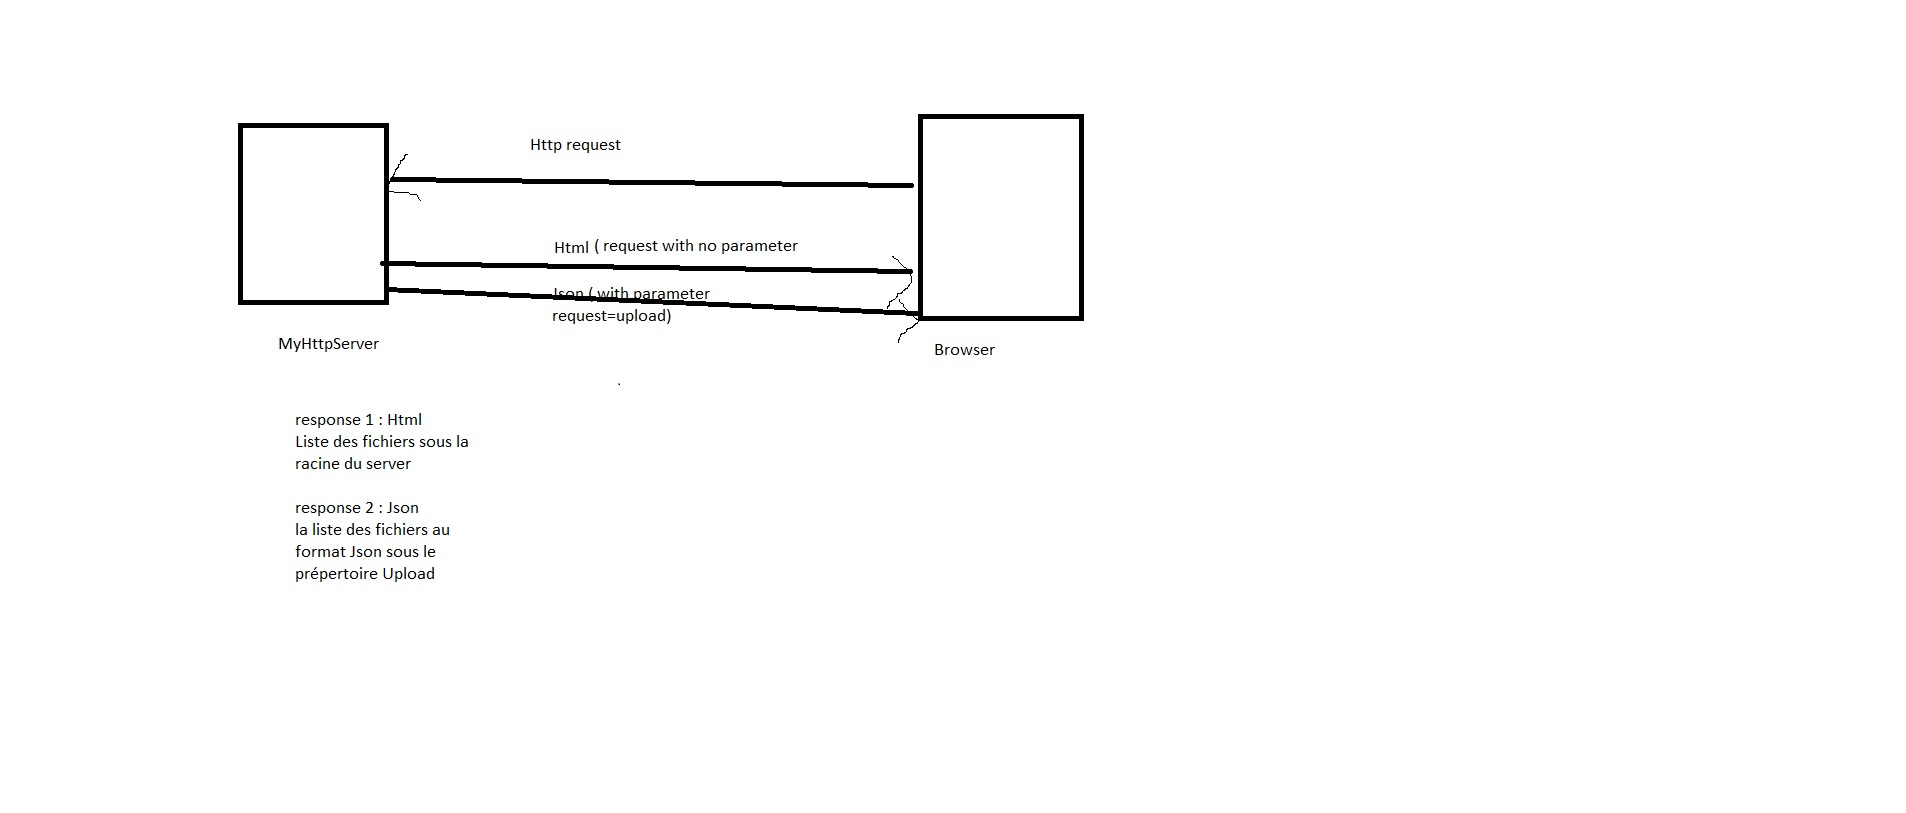 Http request
Html ( request with no parameter
Json ( with parameter
request=upload)
MyHttpServer
Browser
response 1 : Html
Liste des fichiers sous la
racine du server
response 2 : Json
la liste des fichiers au
format Json sous le
prépertoire Upload